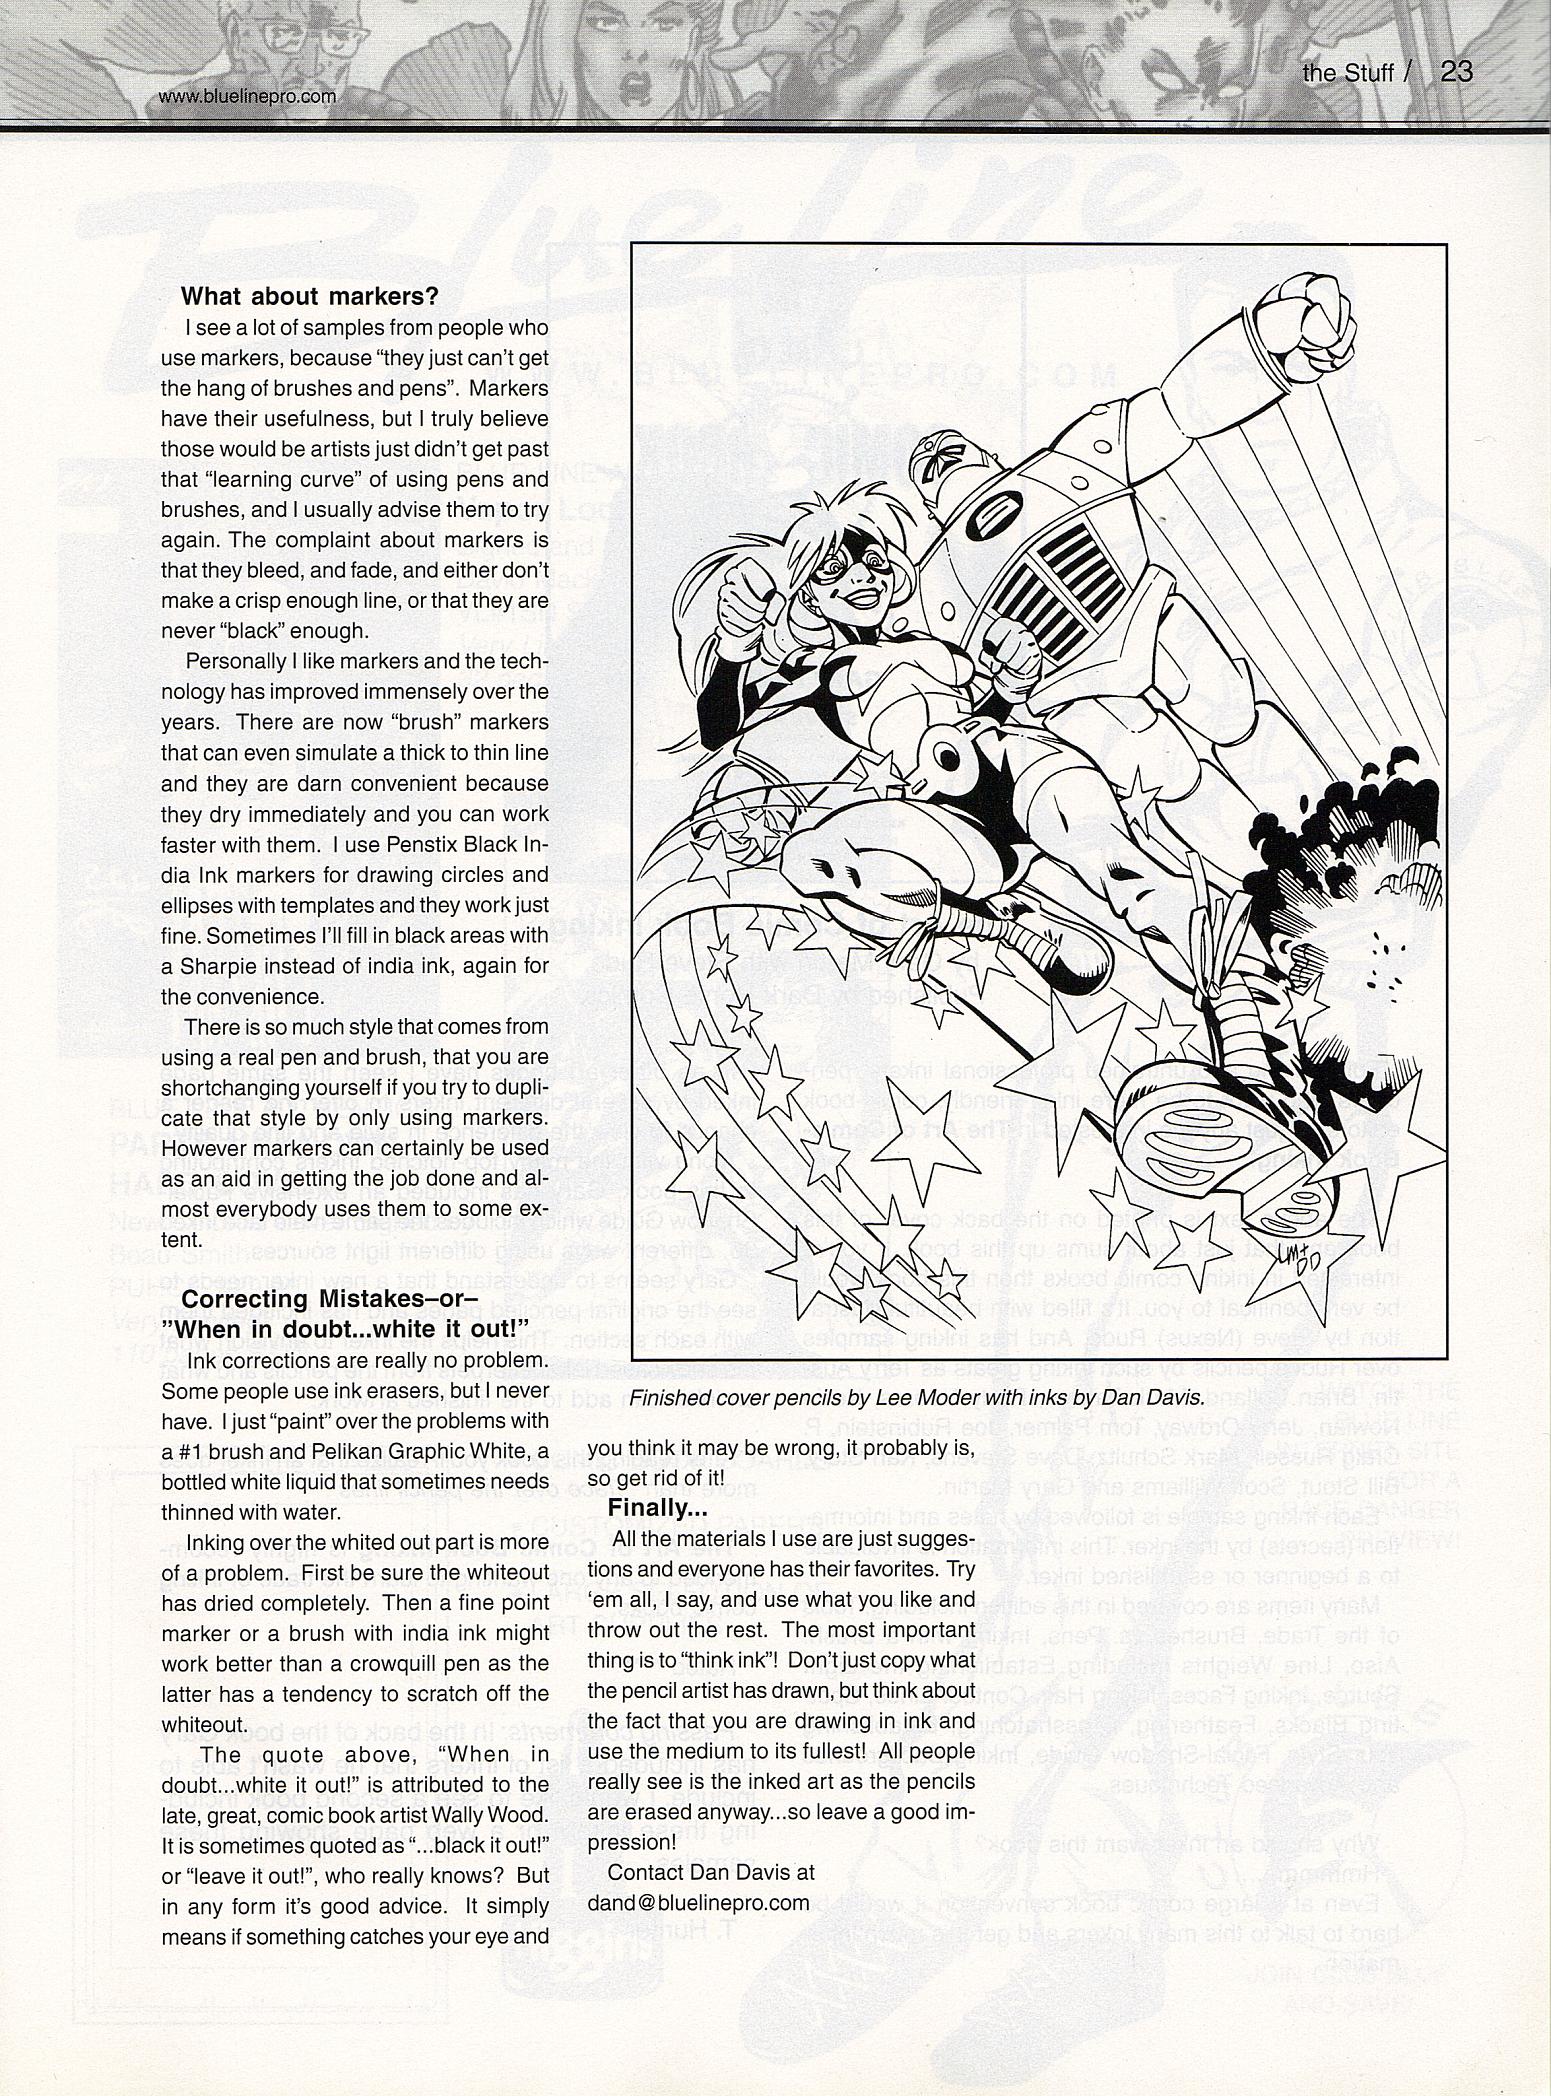 www.bluelinepro.com
the Stuff / 23
What about markers?
I see a lot of samples from people who
use markers, because “they just can’t get
the hang of brushes and pens”. Markers
have their usefulness, but I truly believe
those would be artists just didn’t get past
that “learning curve” of using pens and
brushes, and I usually advise them to try
again. The complaint about markers is
that they bleed, and fade, and either don’t
make a crisp enough line, or that they are
never “black” enough.
Personally I like markers and the tech-
nology has improved immensely over the
years. There are now “brush” markers
that can even simulate a thick to thin line
and they are darn convenient because
they dry immediately and you can work
faster with them. I use Penstix Black In-
dia Ink markers for drawing circles and
ellipses with templates and they work just
fine. Sometimes I’ll fill in black areas with
a Sharpie instead of india ink, again for
the convenience.
There is so much style that comes from
using a real pen and brush, that you are
shortchanging yourself if you try to dupli-
cate that style by only using markers.
However markers can certainly be used
as an aid in getting the job done and al-
most everybody uses them to some ex-
tent.
Correcting Mistakes–or–
”When in doubt...white it out!”
Ink corrections are really no problem.
Some people use ink erasers, but I never
have. I just “paint” over the problems with
a #1 brush and Pelikan Graphic White, a
bottled white liquid that sometimes needs
thinned with water.
Inking over the whited out part is more
of a problem. First be sure the whiteout
has dried completely. Then a fine point
marker or a brush with india ink might
work better than a crowquill pen as the
latter has a tendency to scratch off the
whiteout.
The quote above, “When in
doubt...white it out!” is attributed to the
late, great, comic book artist Wally Wood.
It is sometimes quoted as “...black it out!”
or “leave it out!”, who really knows? But
in any form it’s good advice. It simply
means if something catches your eye and
S
LM+
DD
Finished cover pencils by Lee Moder with inks by Dan Davis.
you think it may be wrong, it probably is,
so get rid of it!
Finally...
All the materials I use are just sugges-
tions and everyone has their favorites. Try
‘em all, I say, and use what you like and
throw out the rest. The most important
thing is to “think ink”! Don’t just copy what
the pencil artist has drawn, but think about
the fact that you are drawing in ink and
use the medium to its fullest! All people
really see is the inked art as the pencils
are erased anyway...so leave a good im-
pression!
Contact Dan Davis at
dand@bluelinepro.com